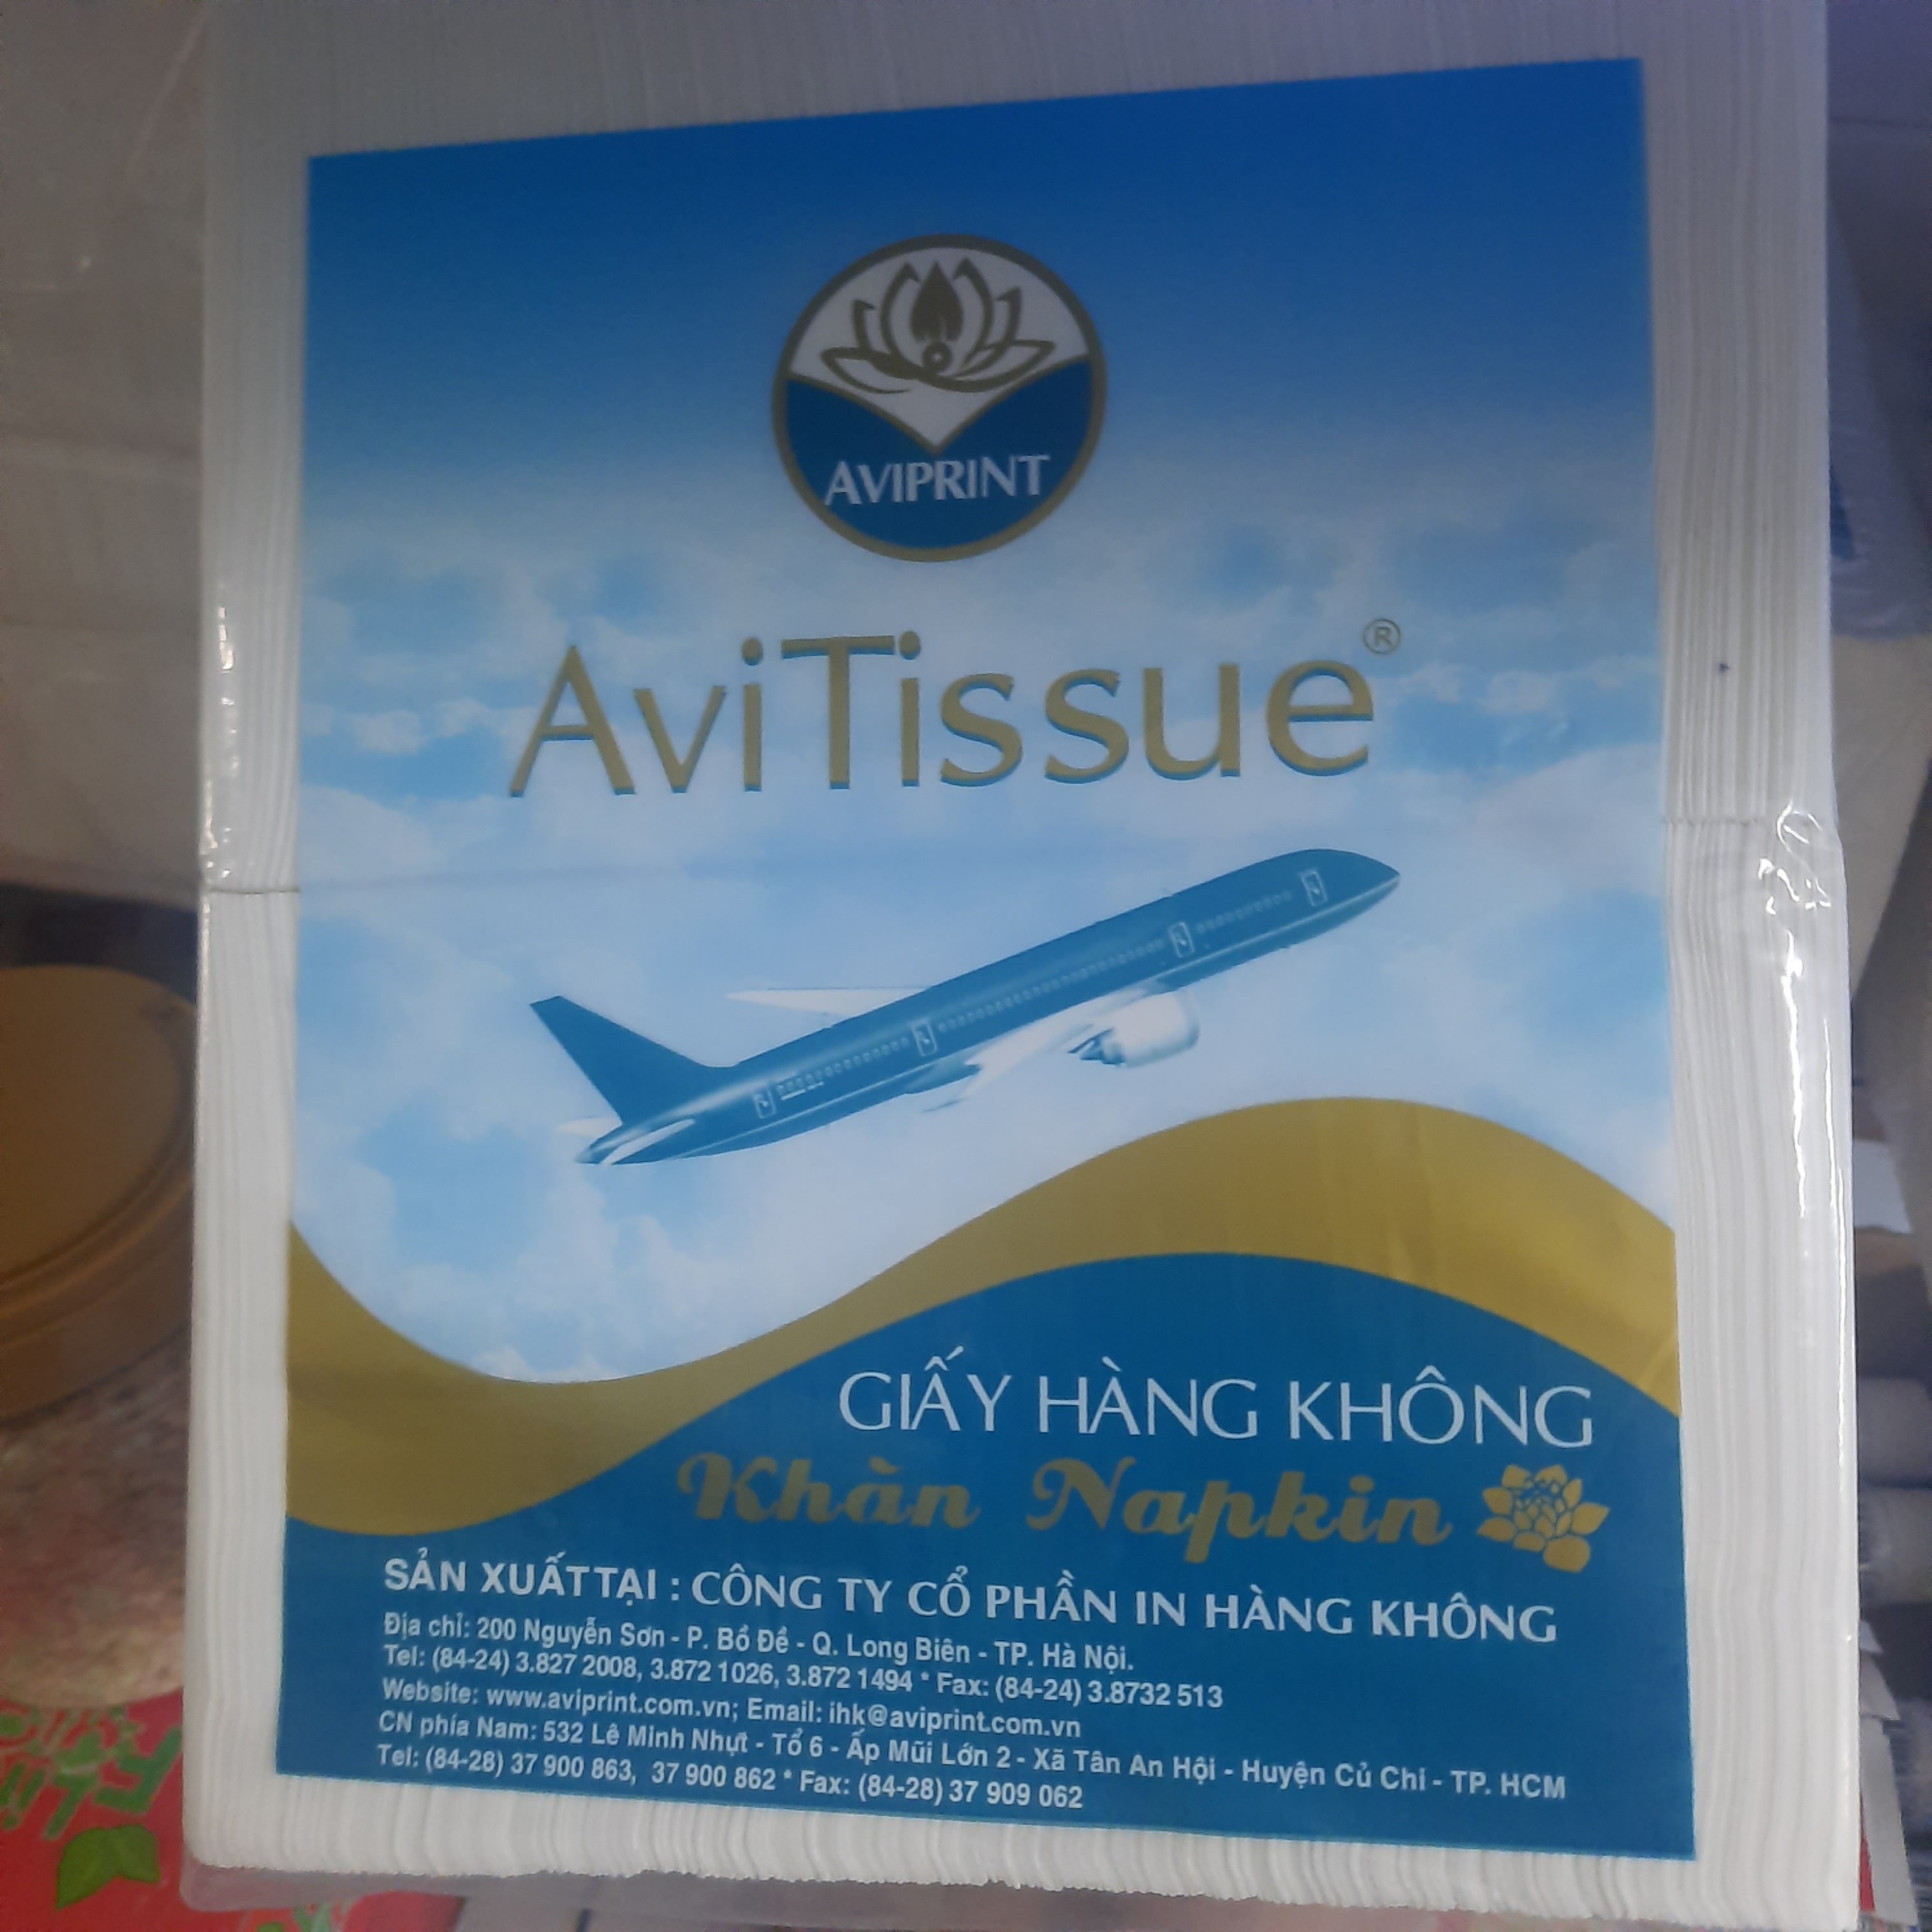 AVIPRINT
AviTissue®
GIẤY HÀNG KHÔNG
Khăn Napkin
SẢN XUẤT TẠI : CÔNG TY CỔ PHẦN IN HÀNG KHÔNG
Địa chỉ: 200 Nguyễn Sơn - P. Bồ Đề - Q. Long Biên - TP. Hà Nội.
Tel: (84-24) 3.827 2008, 3.872 1026, 3.872 1494 * Fax: (84-24) 3.8732 513
Website: www.aviprint.com.vn; Email: ihk@aviprint.com.vn
CN phía Nam: 532 Lê Minh Nhựt - Tổ 6 - Ấp Mũi Lớn 2 - Xã Tân An Hội - Huyện Củ Chi - TP. HCM
Tel: (84-28) 37 900 863, 37 900 862 * Fax: (84-28) 37 909 062